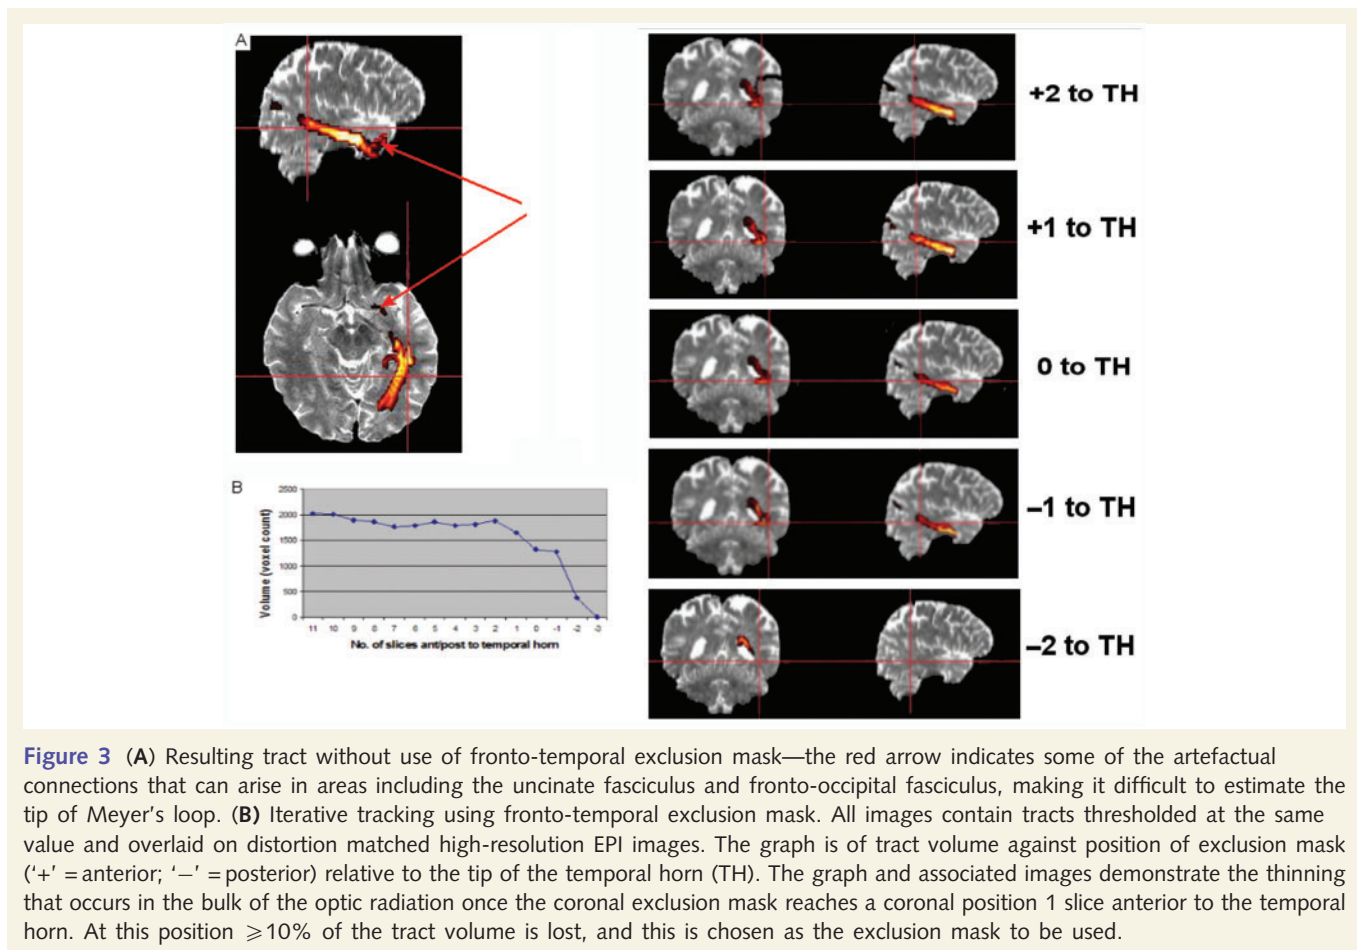 A
+2 to TH
+1 to TH
0 to TH
–1 to TH
–2 to TH
B
2500
2000
1500
1000
500
0
Volume (voxel count)
11 10 9 8 7 6 5 4 3 2 1 0 -1 -2 -3
No. of slices ant/post to temporal horn
Figure 3 (A) Resulting tract without use of fronto-temporal exclusion mask—the red arrow indicates some of the artefactual
connections that can arise in areas including the uncinate fasciculus and fronto-occipital fasciculus, making it difficult to estimate the
tip of Meyer's loop. (B) Iterative tracking using fronto-temporal exclusion mask. All images contain tracts thresholded at the same
value and overlaid on distortion matched high-resolution EPI images. The graph is of tract volume against position of exclusion mask
('+' = anterior; '−' = posterior) relative to the tip of the temporal horn (TH). The graph and associated images demonstrate the thinning
that occurs in the bulk of the optic radiation once the coronal exclusion mask reaches a coronal position 1 slice anterior to the temporal
horn. At this position ⩾10% of the tract volume is lost, and this is chosen as the exclusion mask to be used.